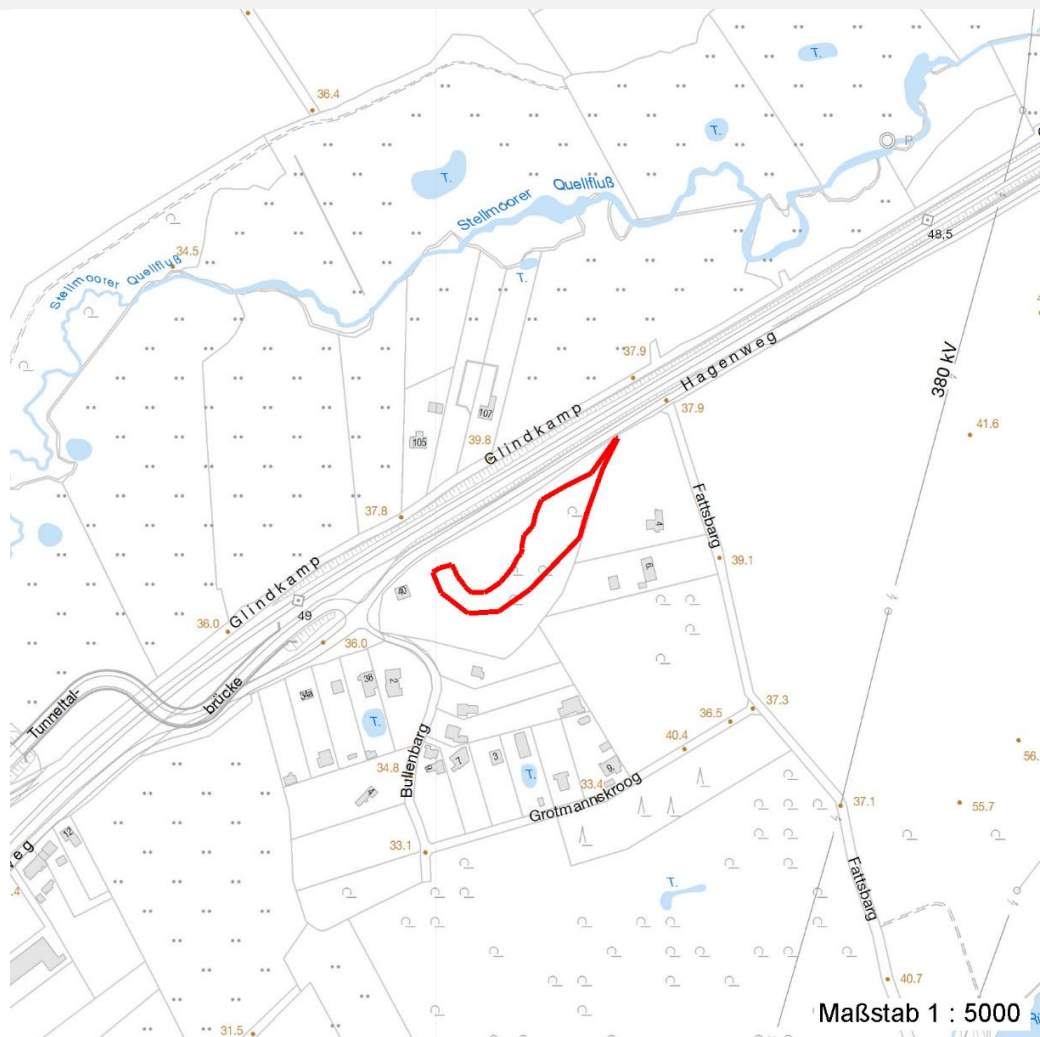 36.4
T.
T.
P
T.
Stellmoorer Quellfluß
34.5
Stellmoorer Quellfluß
48,5
T.
37.9
Hagenweg
37.9
380 kV
107
105
39.8
Glindkamp
41.6
37.8
Fattsbarg
4
39.1
6
40
Glindkamp
49
36.0
36.0
Tunneltal-
brücke
34a
36
2
T.
37.3
36.5
40.4
34.8
Bullenbarg
7
3
T.
9
33.4
Grotmannskroog
56.
55.7
37.1
12
33.1
Fattsbarg
T.
40.7
31.5
Maßstab 1 : 5000